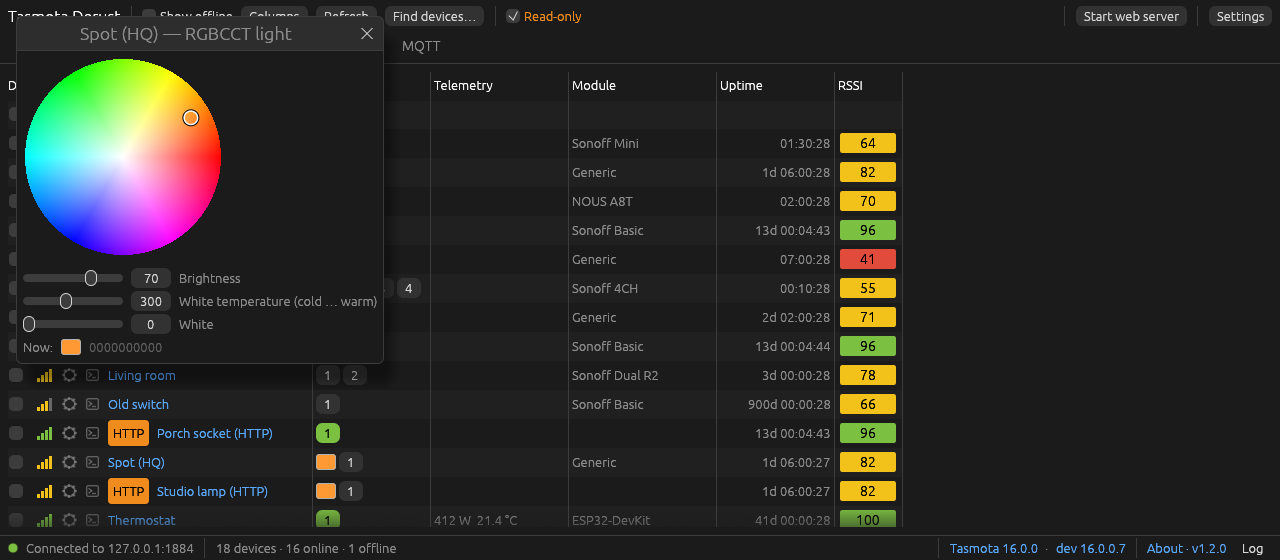 Show offline Columns Refresh Find devices… Read-only Start web server Settings
Spot (HQ) — RGBCCT light
MQTT
D Telemetry Module Uptime RSSI
Sonoff Mini 01:30:28 64
Generic 1d 06:00:28 82
NOUS A8T 02:00:28 70
Sonoff Basic 13d 00:04:43 96
Generic 07:00:28 41
70 Brightness
4 Sonoff 4CH 00:10:28 55
300 White temperature (cold … warm)
0 White
Generic 2d 02:00:28 71
Now: 0000000000
Sonoff Basic 13d 00:04:44 96
Living room 1 2 Sonoff Dual R2 3d 00:00:28 78
Old switch 1 Sonoff Basic 900d 00:00:28 66
HTTP Porch socket (HTTP) 1 13d 00:04:43 96
Spot (HQ) 1 Generic 1d 06:00:27 82
HTTP Studio lamp (HTTP) 1 1d 06:00:27 82
Thermostat 1 412 W 21.4 °C ESP32-DevKit 41d 00:00:28 100
Connected to 127.0.0.1:1884 18 devices · 16 online · 1 offline Tasmota 16.0.0 · dev 16.0.0.7 About · v1.2.0 Log